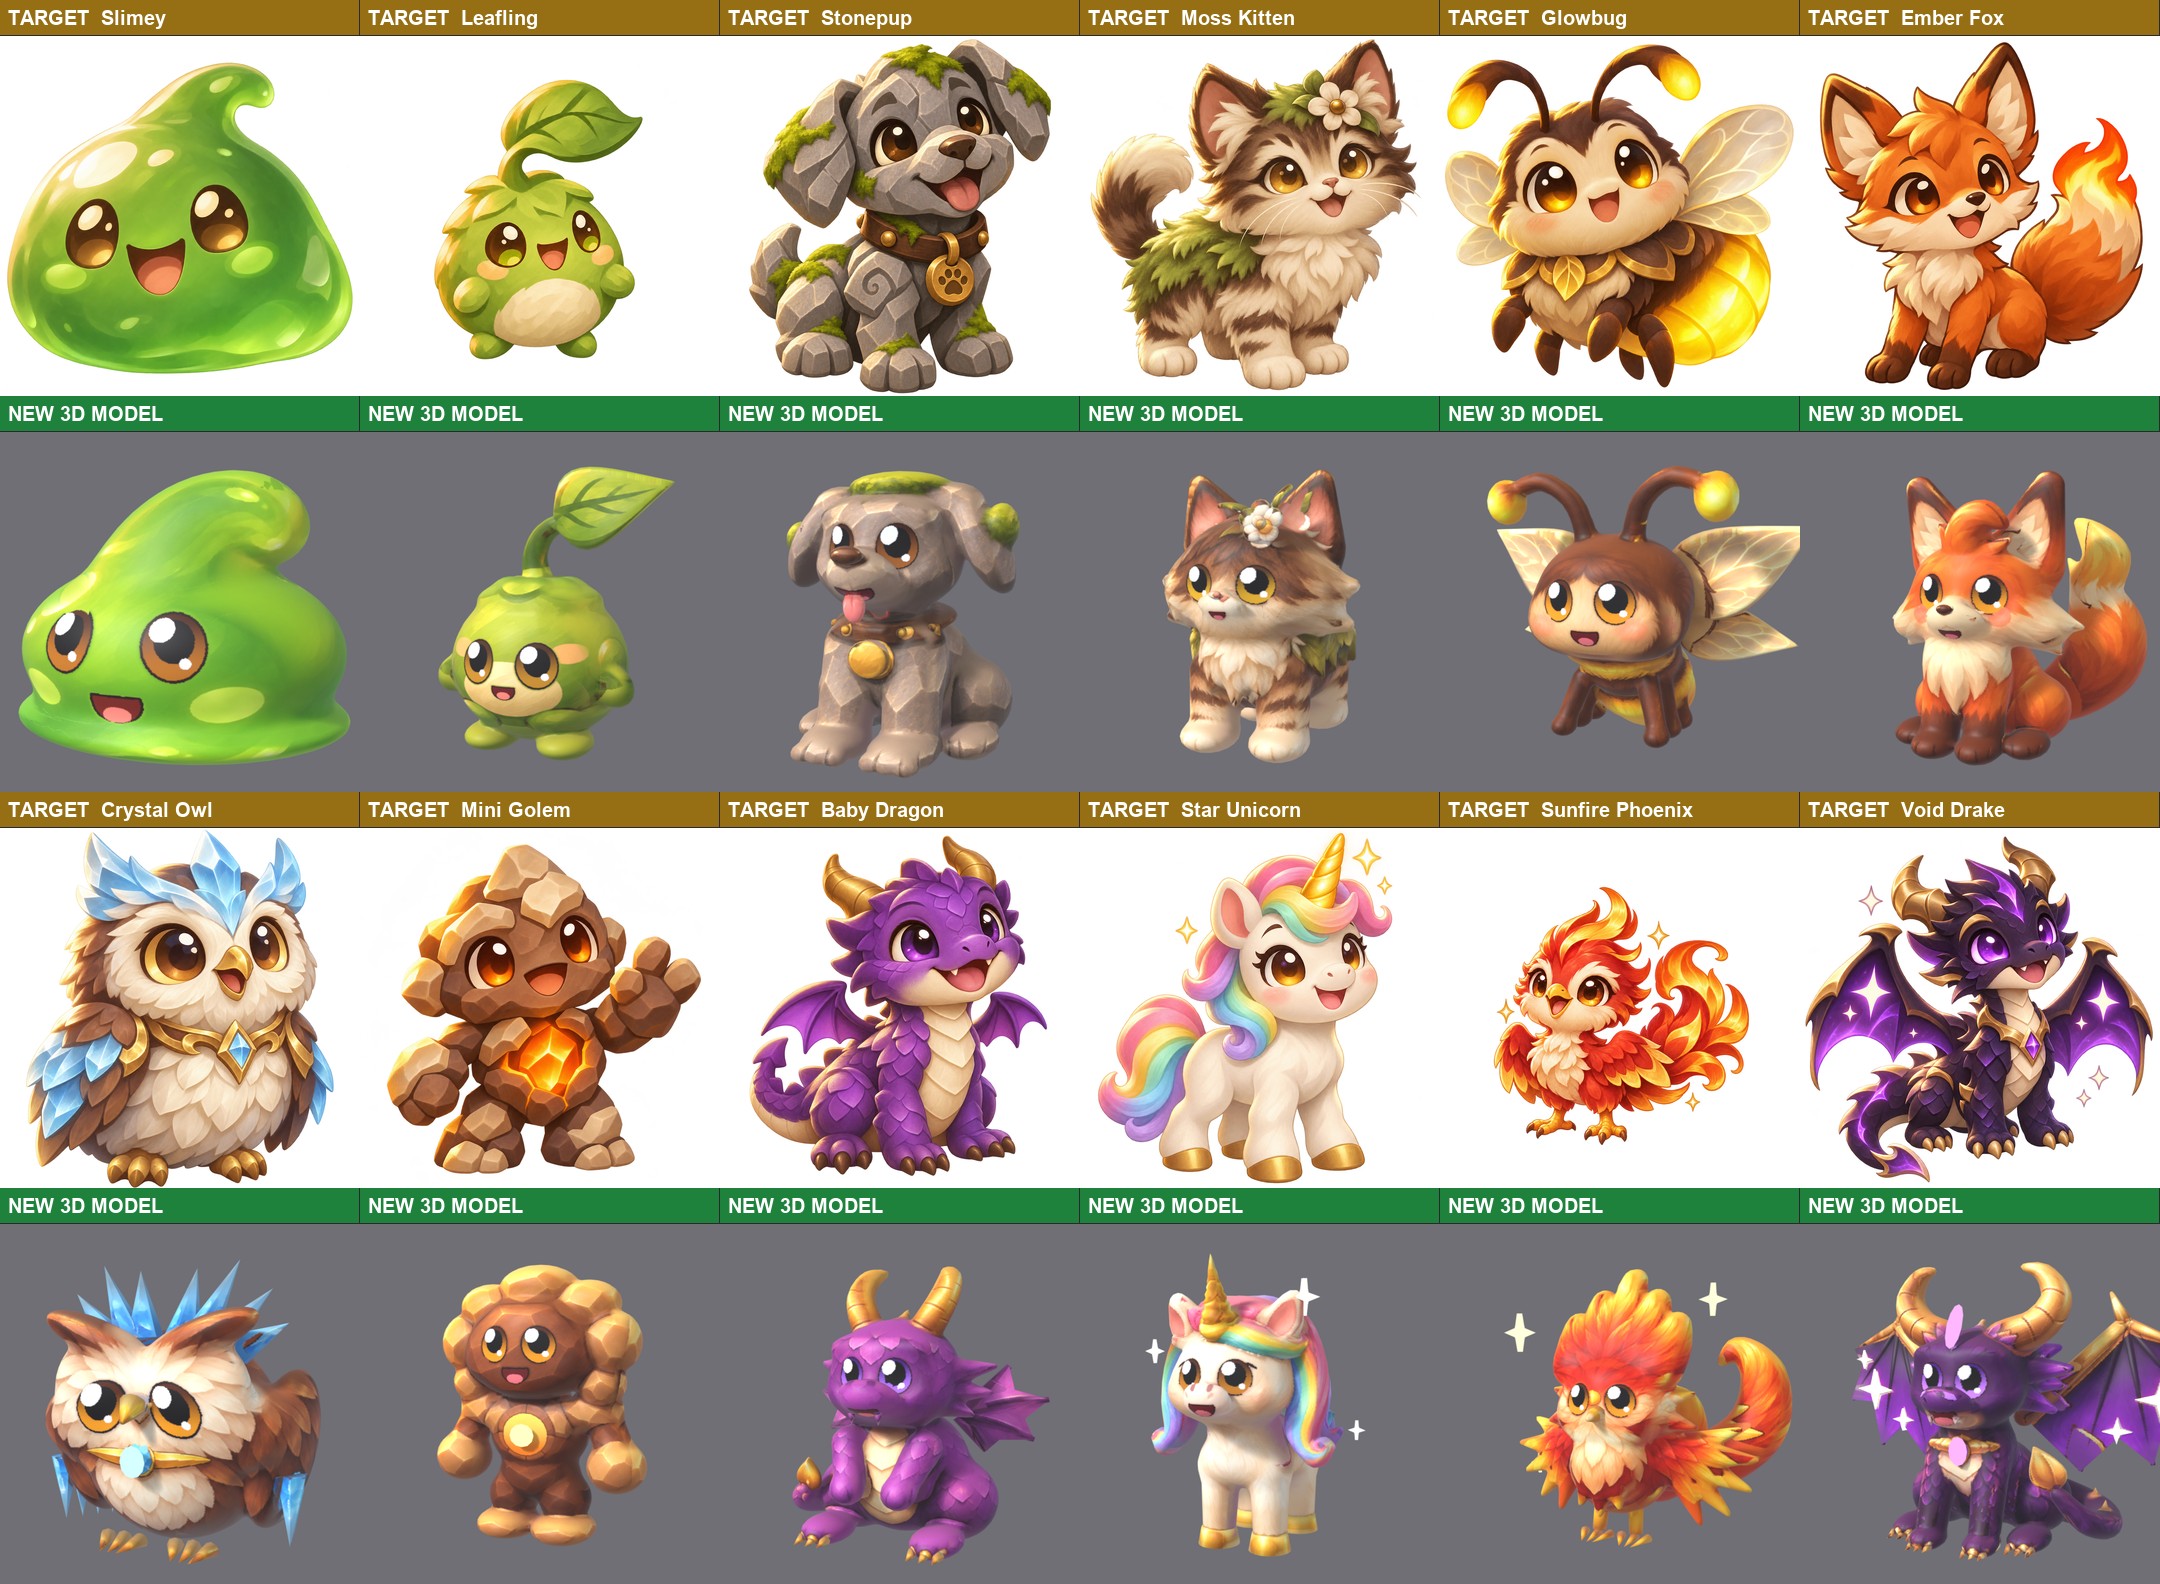 TARGET Slimey
TARGET Leafling
TARGET Stonepup
TARGET Moss Kitten
TARGET Glowbug
TARGET Ember Fox
NEW 3D MODEL
NEW 3D MODEL
NEW 3D MODEL
NEW 3D MODEL
NEW 3D MODEL
NEW 3D MODEL
TARGET Crystal Owl
TARGET Mini Golem
TARGET Baby Dragon
TARGET Star Unicorn
TARGET Sunfire Phoenix
TARGET Void Drake
NEW 3D MODEL
NEW 3D MODEL
NEW 3D MODEL
NEW 3D MODEL
NEW 3D MODEL
NEW 3D MODEL